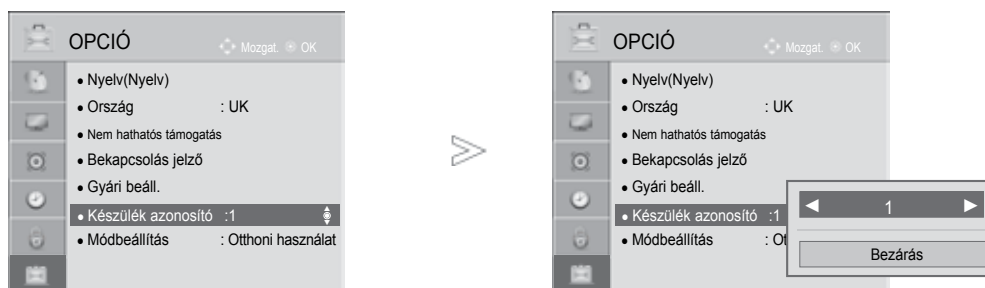 OPCIÓ
Mozgat. OK
• Nyelv(Nyelv)
• Ország : UK
• Nem hathatós támogatás
• Bekapcsolás jelző
• Gyári beáll.
• Készülék azonosító :1
• Módbeállítás : Otthoni használat
OPCIÓ
Mozgat. OK
• Nyelv(Nyelv)
• Ország : UK
• Nem hathatós támogatás
• Bekapcsolás jelző
• Gyári beáll.
• Készülék azonosító :1
• Módbeállítás : Ot
◄ 1 ►
Bezárás